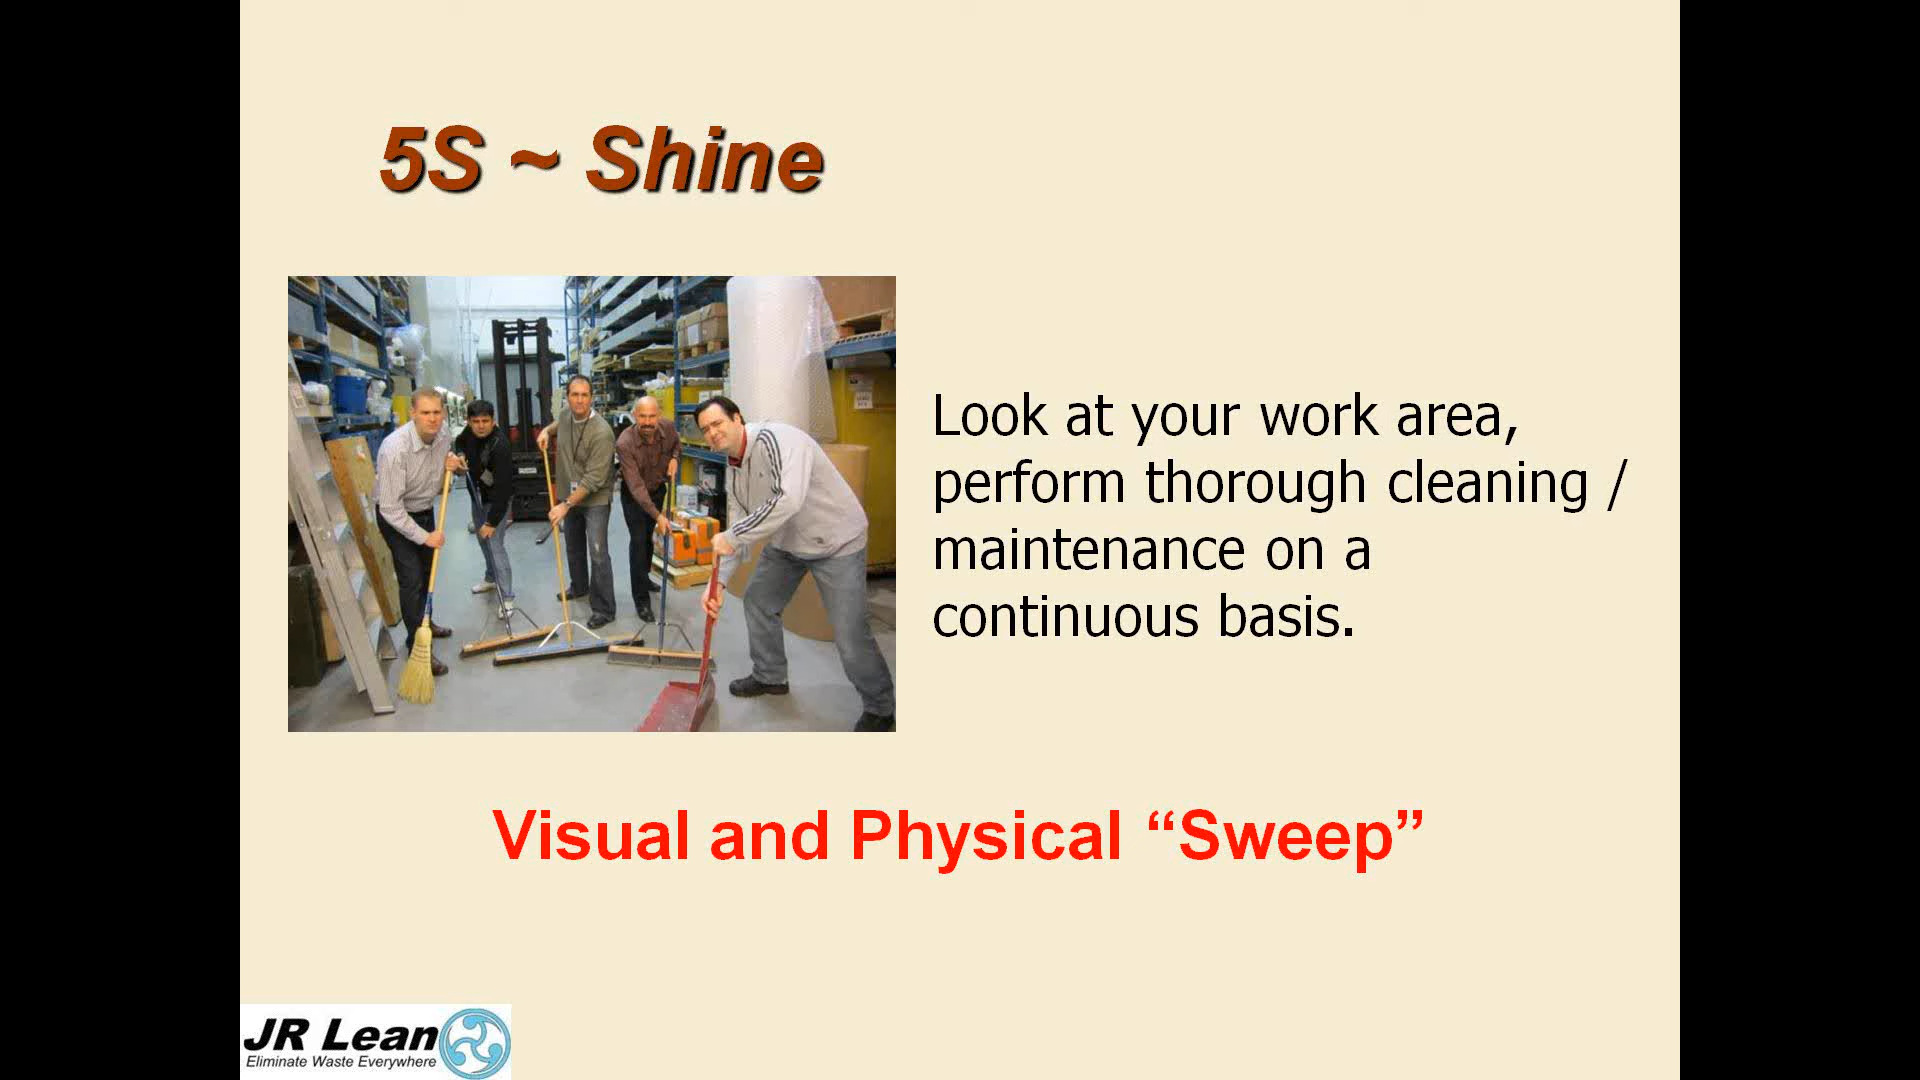 5S ~ Shine
Look at your work area,
perform thorough cleaning /
maintenance on a
continuous basis.
Visual and Physical “Sweep”
JR Lean
Eliminate Waste Everywhere